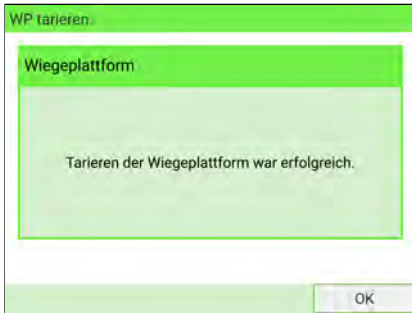 WP tarieren.
Wiegeplattform
Tarieren der Wiegeplattform war erfolgreich.
OK